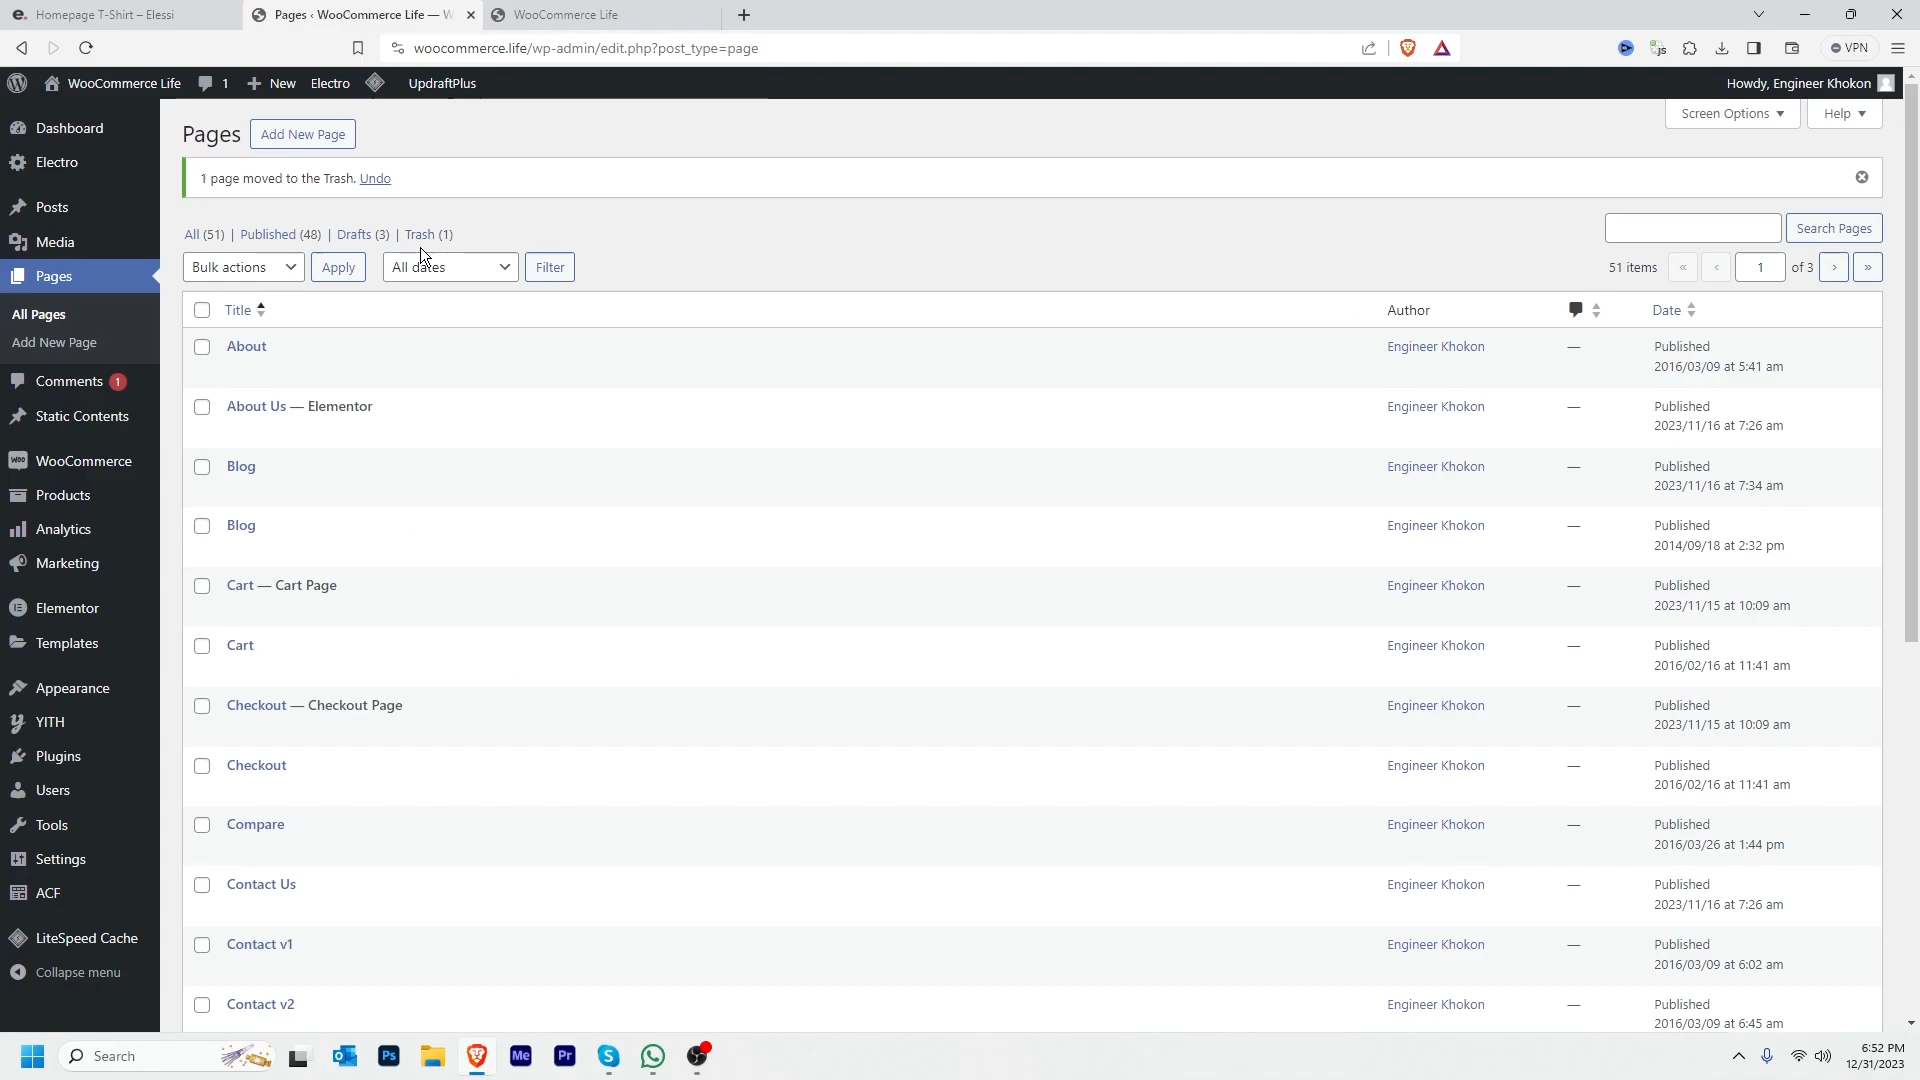 Homepage T-Shirt – Elessi
Pages ‹ WooCommerce Life — W
WooCommerce Life
woocommerce.life/wp-admin/edit.php?post_type=page
VPN
WooCommerce Life
1
New
Electro
UpdraftPlus
Howdy, Engineer Khokon
Dashboard
Electro
Posts
Media
Pages
All Pages
Add New Page
Comments 1
Static Contents
WooCommerce
Products
Analytics
Marketing
Elementor
Templates
Appearance
YITH
Plugins
Users
Tools
Settings
ACF
LiteSpeed Cache
Collapse menu
Pages
Add New Page
Screen Options
Help
1 page moved to the Trash. Undo
All (51) | Published (48) | Drafts (3) | Trash (1)
Search Pages
Bulk actions
Apply
All dates
Filter
51 items « ‹ 1 of 3 › »
Title Author Date
About Engineer Khokon — Published
2016/03/09 at 5:41 am
About Us — Elementor Engineer Khokon — Published
2023/11/16 at 7:26 am
Blog Engineer Khokon — Published
2023/11/16 at 7:34 am
Blog Engineer Khokon — Published
2014/09/18 at 2:32 pm
Cart — Cart Page Engineer Khokon — Published
2023/11/15 at 10:09 am
Cart Engineer Khokon — Published
2016/02/16 at 11:41 am
Checkout — Checkout Page Engineer Khokon — Published
2023/11/15 at 10:09 am
Checkout Engineer Khokon — Published
2016/02/16 at 11:41 am
Compare Engineer Khokon — Published
2016/03/26 at 1:44 pm
Contact Us Engineer Khokon — Published
2023/11/16 at 7:26 am
Contact v1 Engineer Khokon — Published
2016/03/09 at 6:02 am
Contact v2 Engineer Khokon — Published
2016/03/09 at 6:45 am
Search
Ps
Me
Pr
6:52 PM
12/31/2023